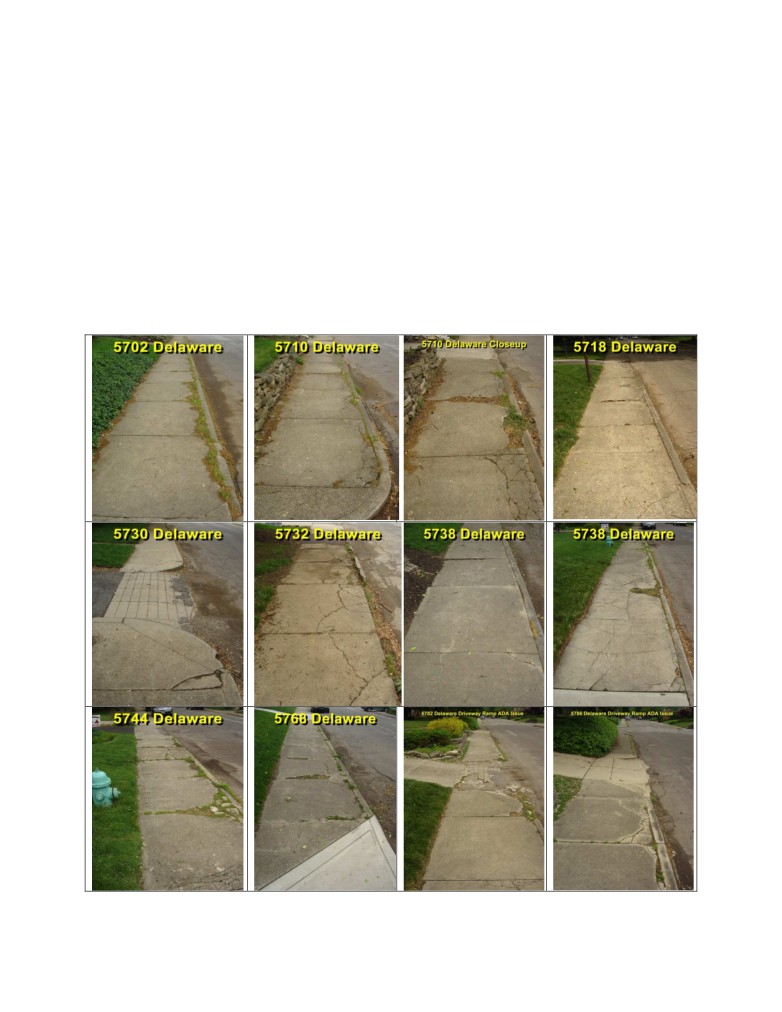 5702 Delaware
5710 Delaware
5710 Delaware Closeup
5718 Delaware
5730 Delaware
5732 Delaware
5738 Delaware
5738 Delaware
5744 Delaware
5768 Delaware
Delaware Driveway Ramp ADA Issue
Delaware Driveway Ramp ADA Issue